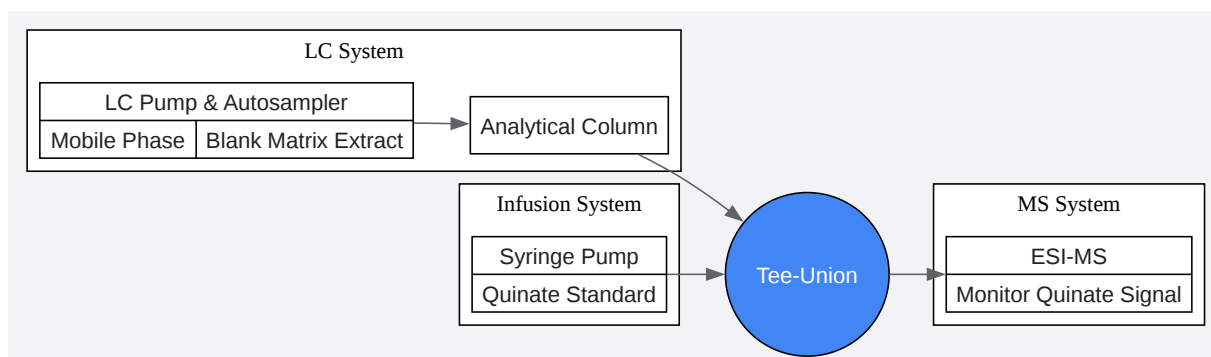 LC System
LC Pump & Autosampler
Mobile Phase
Blank Matrix Extract
Analytical Column
Infusion System
Syringe Pump
Quinate Standard
Tee-Union
MS System
ESI-MS
Monitor Quinate Signal